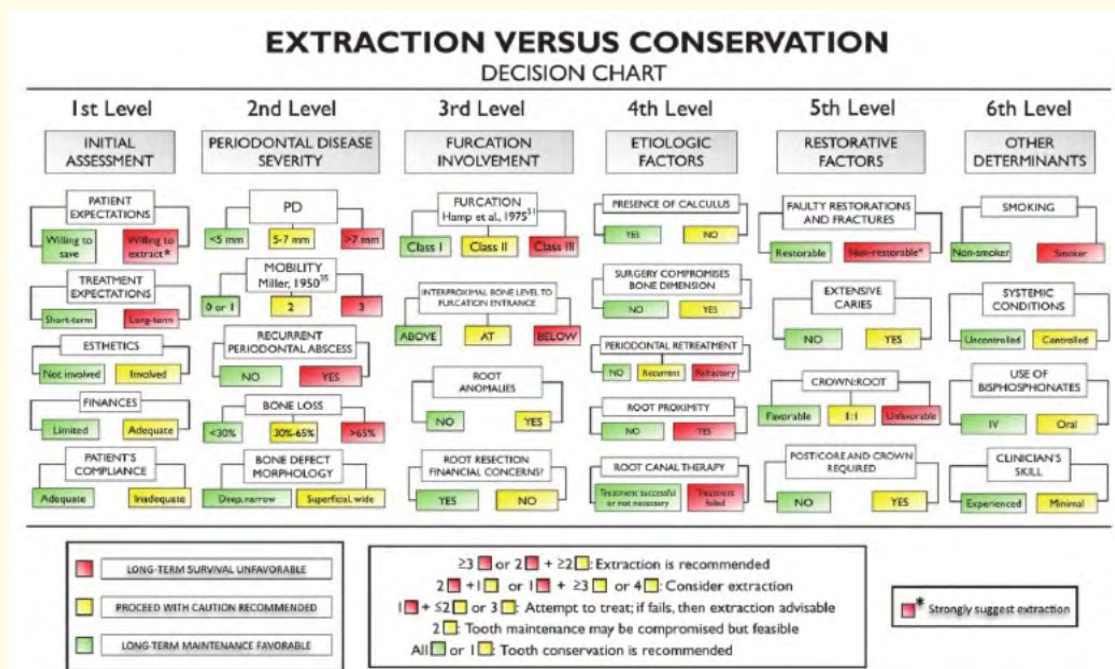 EXTRACTION VERSUS CONSERVATION
DECISION CHART
1st Level
INITIAL
ASSESSMENT
PATIENT
EXPECTATIONS
Willing to
save
Willing to
extract*
TREATMENT
EXPECTATIONS
Short-term
Long-term
ESTHETICS
Not involved
Involved
FINANCES
Limited
Adequate
PATIENT'S
COMPLIANCE
Adequate
Inadequate
2nd Level
PERIODONTAL DISEASE
SEVERITY
PD
<5 mm
5-7 mm
>7 mm
MOBILITY
Miller, 1950³⁵
0 or 1
2
3
RECURRENT
PERIODONTAL ABSCESS
NO
YES
BONE LOSS
<30%
30%-65%
>65%
BONE DEFECT
MORPHOLOGY
Deep, narrow
Superficial, wide
3rd Level
FURCATION
INVOLVEMENT
FURCATION
Hamp et al., 1975⁵¹
Class I
Class II
Class III
INTERPROXIMAL BONE LEVEL TO
FURCATION ENTRANCE
ABOVE
AT
BELOW
ROOT
ANOMALIES
NO
YES
ROOT RESECTION
FINANCIAL CONCERNS?
YES
NO
4th Level
ETIOLOGIC
FACTORS
PRESENCE OF CALCULUS
YES
NO
SURGERY COMPROMISES
BONE DIMENSION
NO
YES
PERIODONTAL RETREATMENT
NO
Recurrent
Refractory
ROOT PROXIMITY
NO
YES
ROOT CANAL THERAPY
Treatment successful
or not necessary
Treatment
failed
5th Level
RESTORATIVE
FACTORS
FAULTY RESTORATIONS
AND FRACTURES
Restorable
Non-restorable*
EXTENSIVE
CARIES
NO
YES
CROWN:ROOT
Favorable
1:1
Unfavorable
POST/CORE AND CROWN
REQUIRED
NO
YES
6th Level
OTHER
DETERMINANTS
SMOKING
Non-smoker
Smoker
SYSTEMIC
CONDITIONS
Uncontrolled
Controlled
USE OF
BISPHOSPHONATES
IV
Oral
CLINICIAN'S
SKILL
Experienced
Minimal
LONG-TERM SURVIVAL UNFAVORABLE
PROCEED WITH CAUTION RECOMMENDED
LONG-TERM MAINTENANCE FAVORABLE
≥3 or 2 + ≥2 : Extraction is recommended
2 +1 or 1 + ≥3 or 4 : Consider extraction
1 + ≤2 or 3 : Attempt to treat; if fails, then extraction advisable
2 : Tooth maintenance may be compromised but feasible
All or 1 : Tooth conservation is recommended
* Strongly suggest extraction